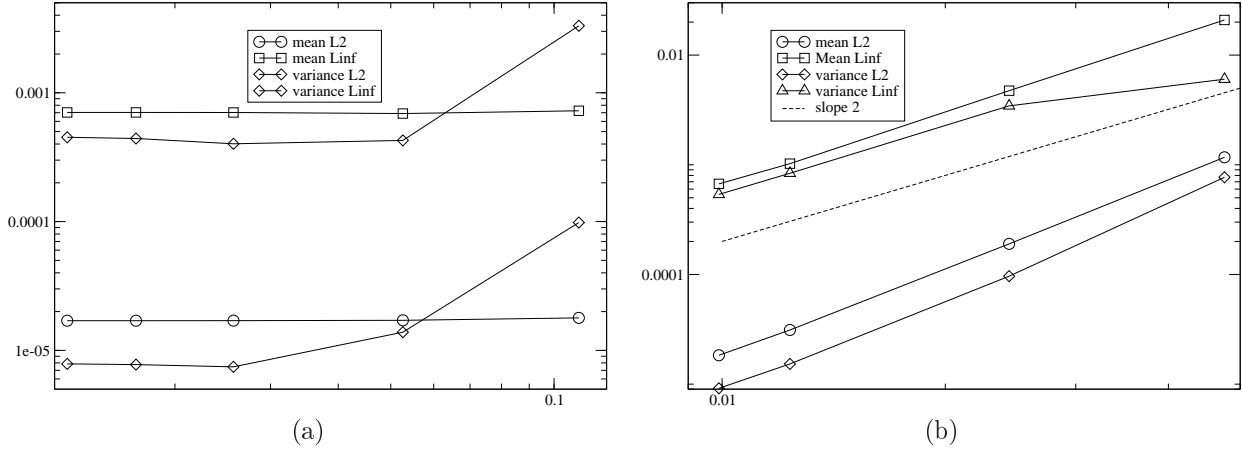 mean L2
mean Linf
variance L2
variance Linf
0.001
0.0001
1e-05
0.1
(a)
mean L2
Mean Linf
variance L2
variance Linf
slope 2
0.01
0.0001
0.01
(b)